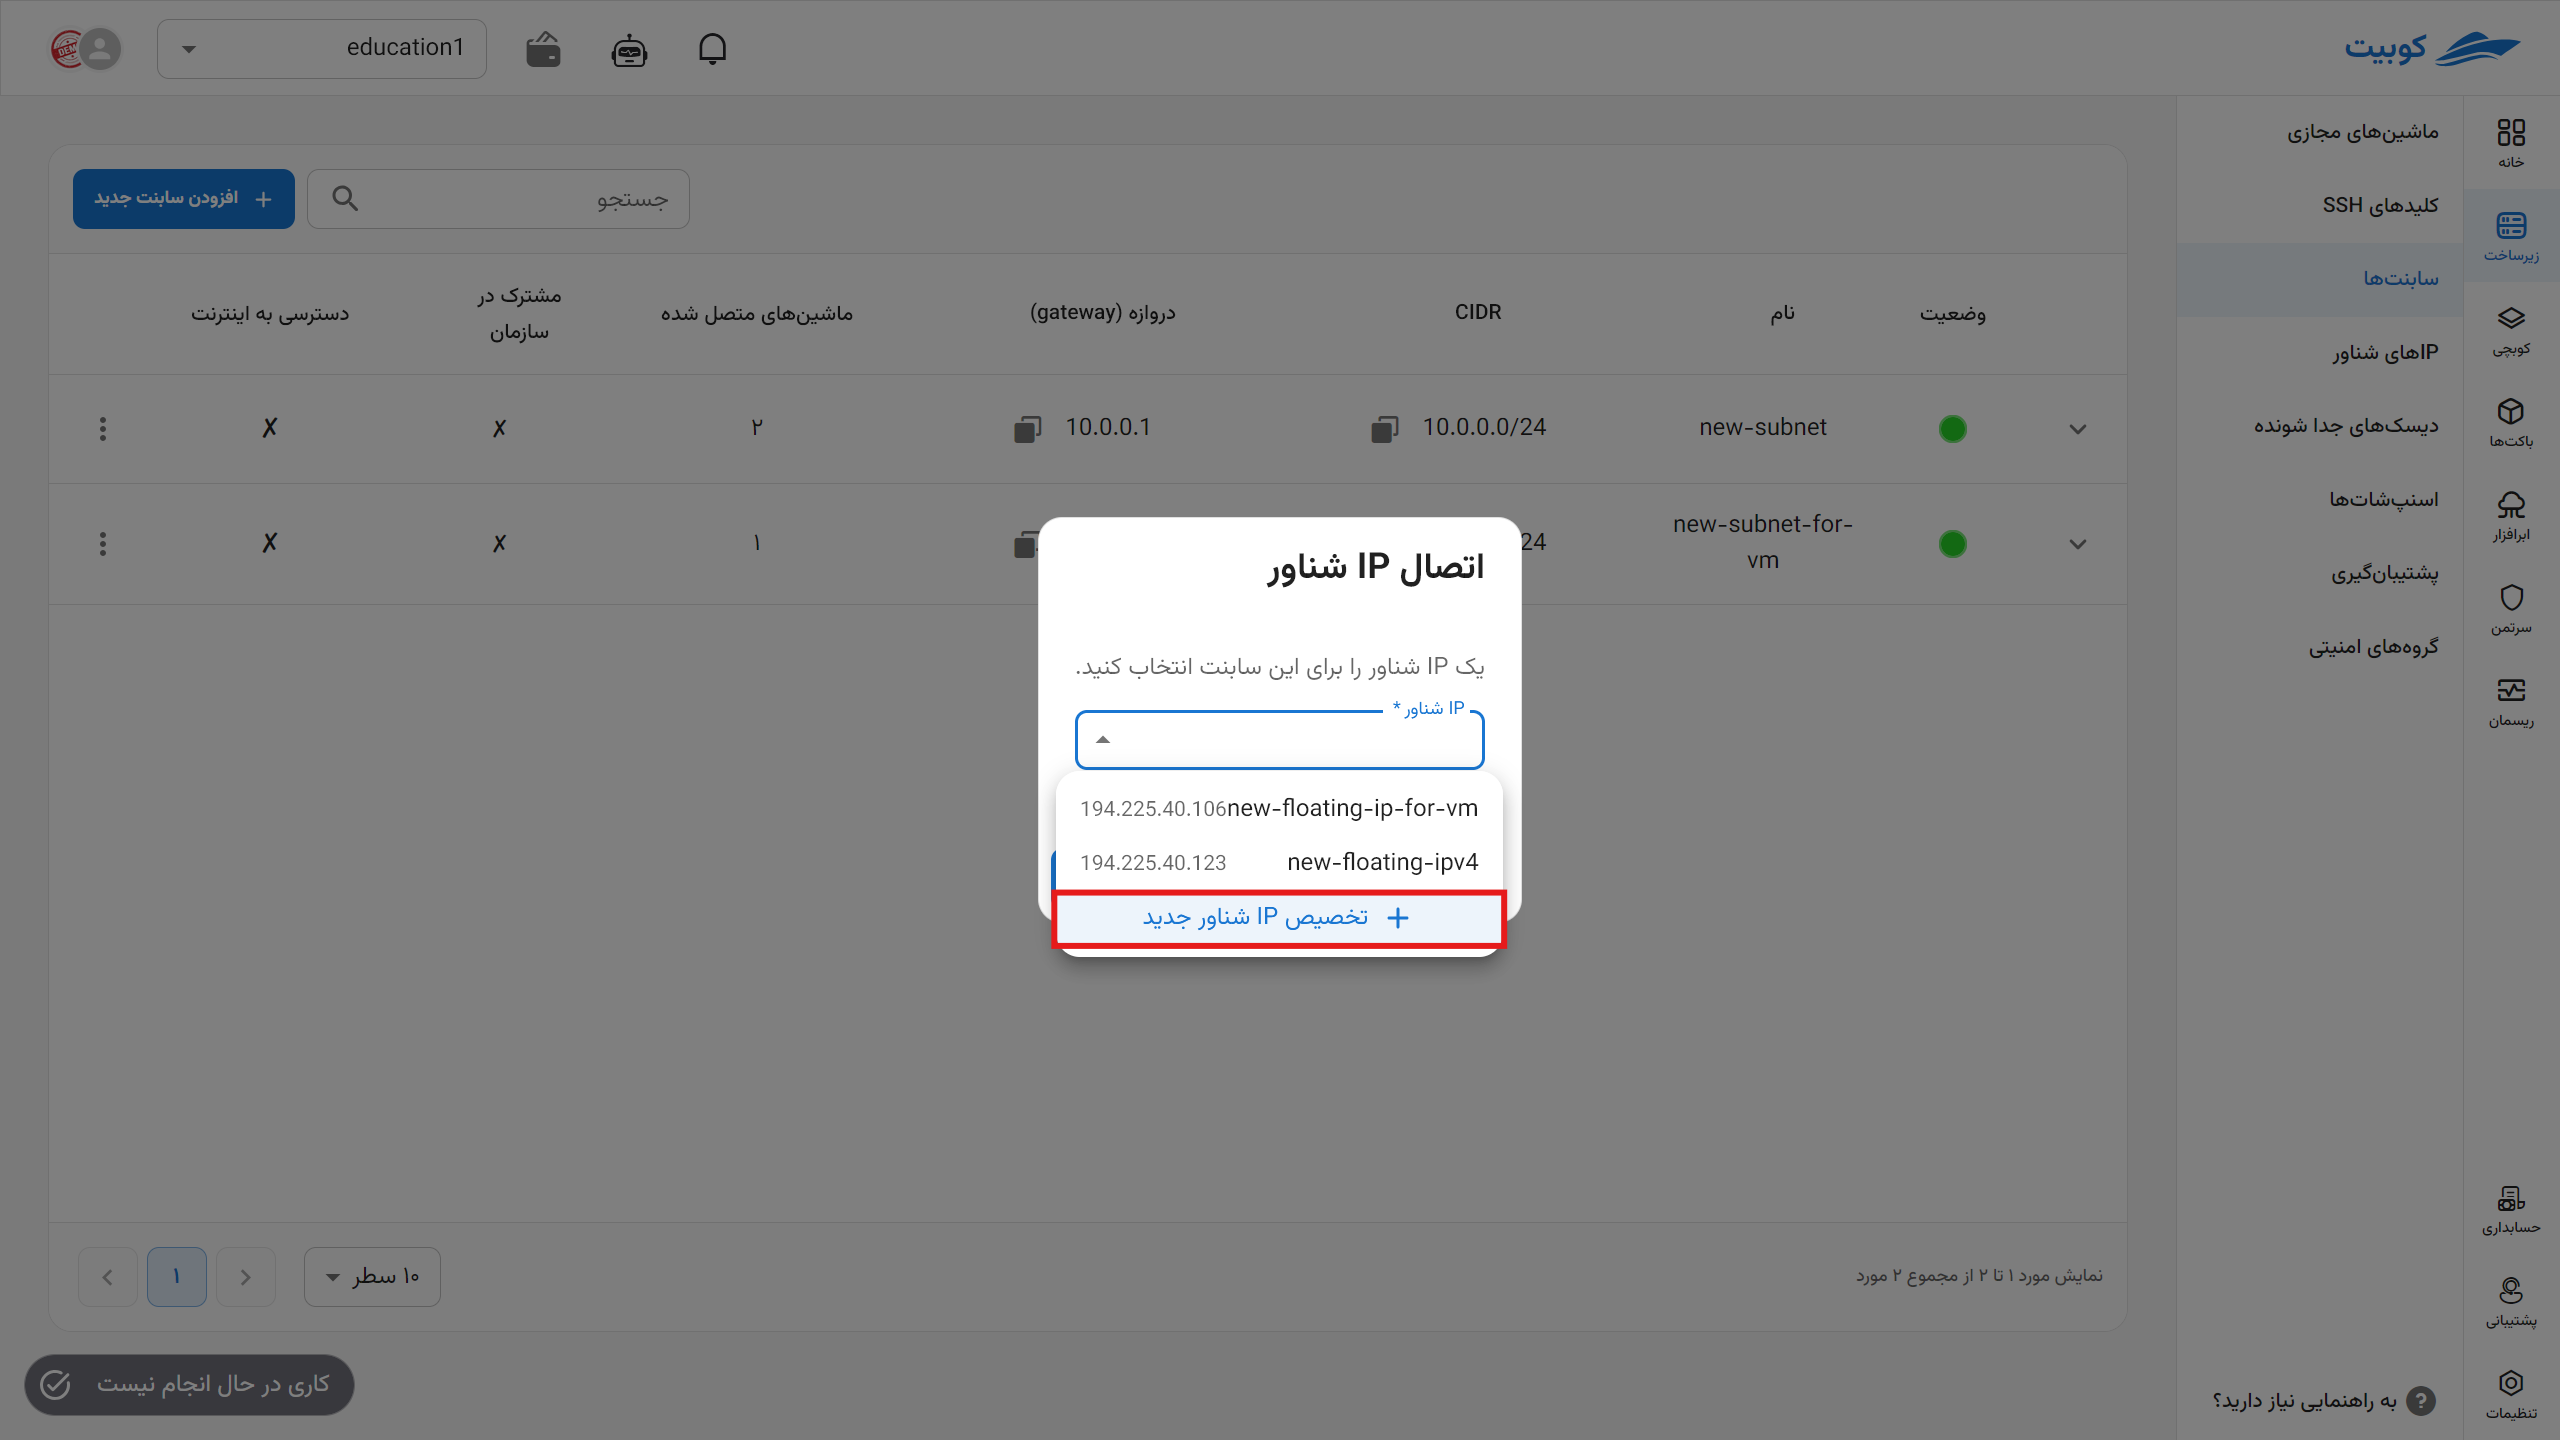 کوبیت
education1
DEM
خانه
زیرساخت
کوبچی
باکت‌ها
ابرافزار
سرتمن
ریسمان
حسابداری
پشتیبانی
تنظیمات
ماشین‌های مجازی
کلیدهای SSH
سابنت‌ها
IPهای شناور
دیسک‌های جدا شونده
اسنپ‌شات‌ها
پشتیبان‌گیری
گروه‌های امنیتی
به راهنمایی نیاز دارید؟
جستجو
افزودن سابنت جدید
وضعیت
نام
CIDR
دروازه (gateway)
ماشین‌های متصل شده
مشترک در
سازمان
دسترسی به اینترنت
new-subnet
10.0.0.0/24
10.0.0.1
۲
✗
✗
new-subnet-for-
vm
24
۱
✗
✗
اتصال IP شناور
یک IP شناور را برای این سابنت انتخاب کنید.
IP شناور *
new-floating-ip-for-vm 194.225.40.106
new-floating-ipv4 194.225.40.123
تخصیص IP شناور جدید
نمایش مورد ۱ تا ۲ از مجموع ۲ مورد
۱۰ سطر
۱
کاری در حال انجام نیست